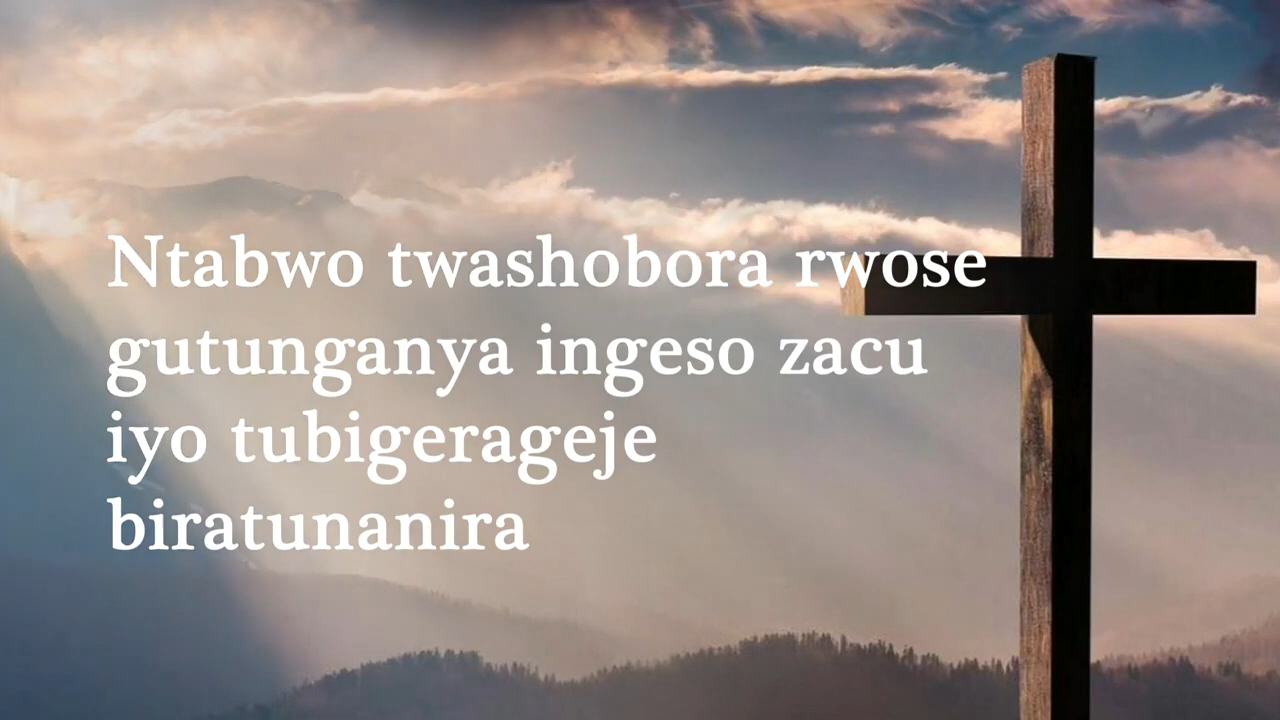 Ntabwo twashobora rwose
gutunganya ingeso zacu
iyo tubigerageje
biratunanira